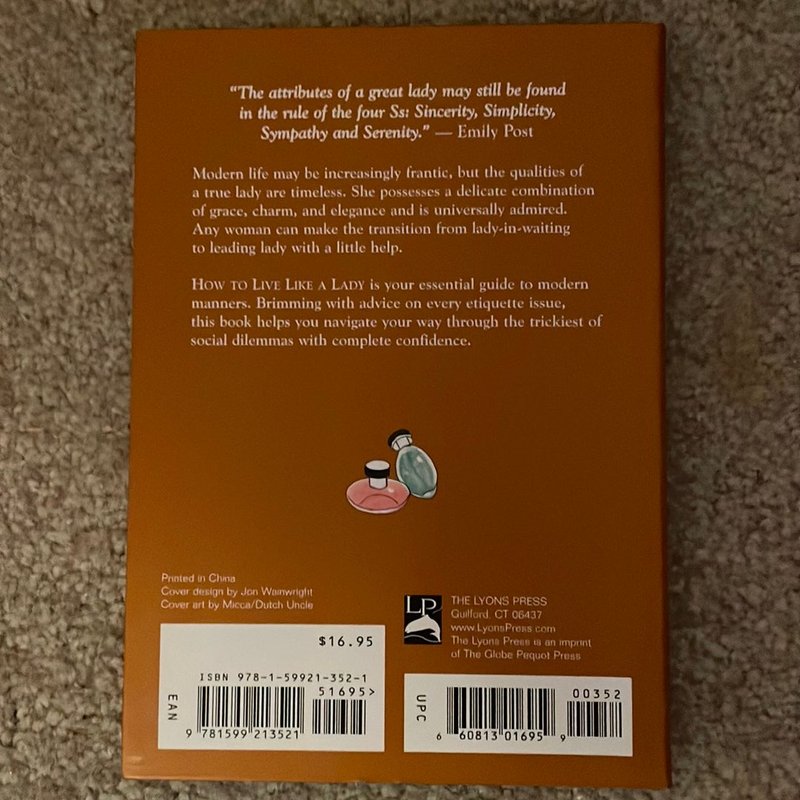 “The attributes of a great lady may still be found
in the rule of the four Ss: Sincerity, Simplicity,
Sympathy and Serenity.” — Emily Post
Modern life may be increasingly frantic, but the qualities of
a true lady are timeless. She possesses a delicate combination
of grace, charm, and elegance and is universally admired.
Any woman can make the transition from lady-in-waiting
to leading lady with a little help.
HOW TO LIVE LIKE A LADY is your essential guide to modern
manners. Brimming with advice on every etiquette issue,
this book helps you navigate your way through the trickiest of
social dilemmas with complete confidence.
Printed in China
Cover design by Jon Wainwright
Cover art by Micca/Dutch Uncle
LP
THE LYONS PRESS
Guilford, CT 06437
www.LyonsPress.com
The Lyons Press is an imprint
of The Globe Pequot Press
$16.95
ISBN 978-1-59921-352-1
51695>
EAN
9 781599 213521
00352
UPC
6 60813 01695 9